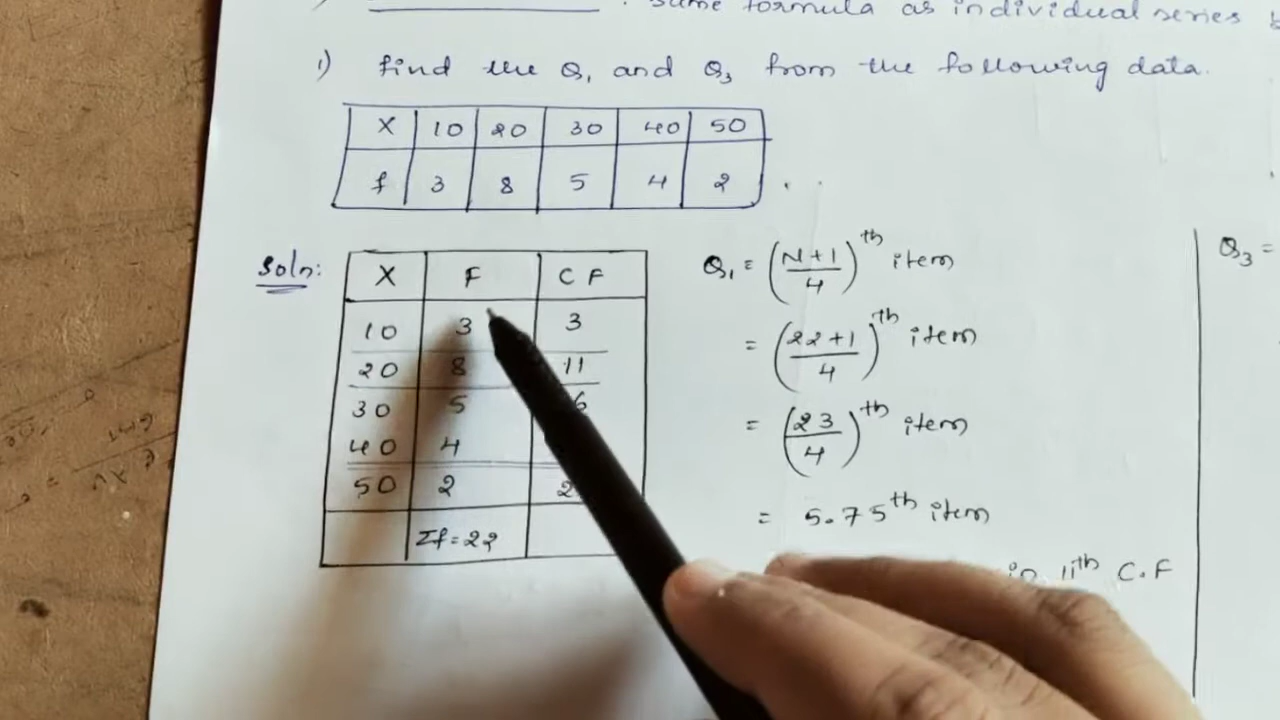 : same formula as individual series
1) find the Q₁ and Q₃ from the following data.
X 10 20 30 40 50
f 3 8 5 4 2
Soln:
X F CF
10 3 3
20 8 11
30 5
40 4
50 2
Σf=22
Q₁ = (N+1/4)ᵗʰ item
= (22+1/4)ᵗʰ item
= (23/4)ᵗʰ item
= 5.75ᵗʰ item
in 11ᵗʰ C.F
Q₃ =